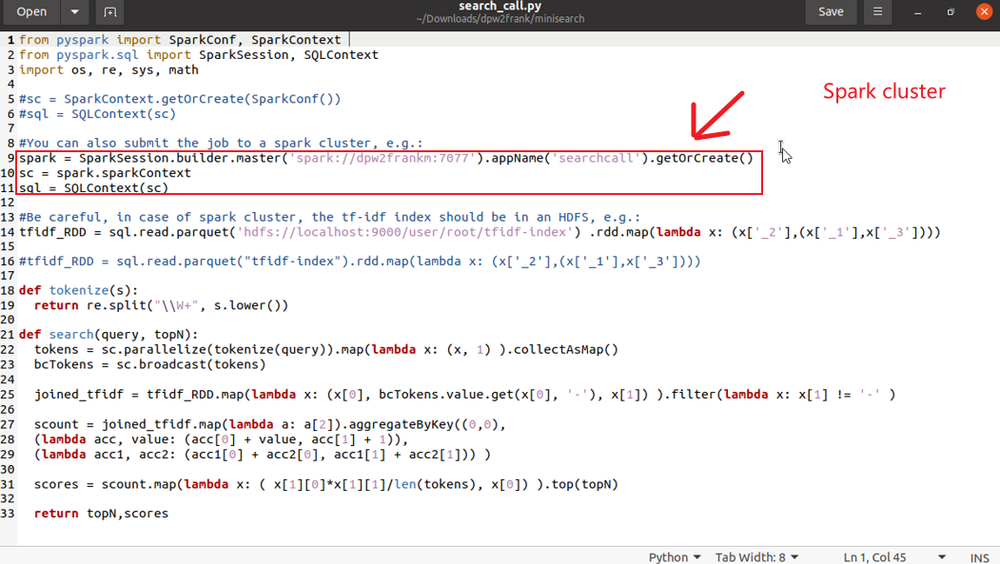 Open
search_call.py
~/Downloads/dpw2frank/minisearch
Save
1 from pyspark import SparkConf, SparkContext
2 from pyspark.sql import SparkSession, SQLContext
3 import os, re, sys, math
4
5 #sc = SparkContext.getOrCreate(SparkConf())
6 #sql = SQLContext(sc)
7
8 #You can also submit the job to a spark cluster, e.g.:
9 spark = SparkSession.builder.master('spark://dpw2frankm:7077').appName('searchcall').getOrCreate()
10 sc = spark.sparkContext
11 sql = SQLContext(sc)
12
13 #Be careful, in case of spark cluster, the tf-idf index should be in an HDFS, e.g.:
14 tfidf_RDD = sql.read.parquet('hdfs://localhost:9000/user/root/tfidf-index') .rdd.map(lambda x: (x['_2'],(x['_1'],x['_3'])))
15
16 #tfidf_RDD = sql.read.parquet("tfidf-index").rdd.map(lambda x: (x['_2'],(x['_1'],x['_3'])))
17
18 def tokenize(s):
19   return re.split("\\W+", s.lower())
20
21 def search(query, topN):
22   tokens = sc.parallelize(tokenize(query)).map(lambda x: (x, 1) ).collectAsMap()
23   bcTokens = sc.broadcast(tokens)
24
25   joined_tfidf = tfidf_RDD.map(lambda x: (x[0], bcTokens.value.get(x[0], '-'), x[1]) ).filter(lambda x: x[1] != '-' )
26
27   scount = joined_tfidf.map(lambda a: a[2]).aggregateByKey((0,0),
28   (lambda acc, value: (acc[0] + value, acc[1] + 1)),
29   (lambda acc1, acc2: (acc1[0] + acc2[0], acc1[1] + acc2[1])) )
30
31   scores = scount.map(lambda x: ( x[1][0]*x[1][1]/len(tokens), x[0]) ).top(topN)
32
33   return topN,scores
Spark cluster
Python
Tab Width: 8
Ln 1, Col 45
INS